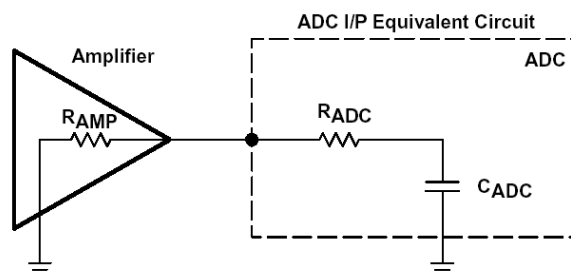 ADC I/P Equivalent Circuit
Amplifier
ADC
RAMP
RADC
CADC